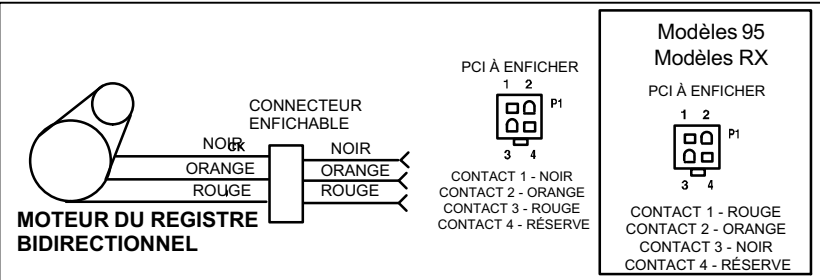 MOTEUR DU REGISTRE
BIDIRECTIONNEL
NOIR
ORANGE
ROUGE
CONNECTEUR
ENFICHABLE
NOIR
ORANGE
ROUGE
PCI À ENFICHER
1 2
P1
3 4
CONTACT 1 - NOIR
CONTACT 2 - ORANGE
CONTACT 3 - ROUGE
CONTACT 4 - RÉSERVE
Modèles 95
Modèles RX
PCI À ENFICHER
1 2
P1
3 4
CONTACT 1 - ROUGE
CONTACT 2 - ORANGE
CONTACT 3 - NOIR
CONTACT 4 - RÉSERVE